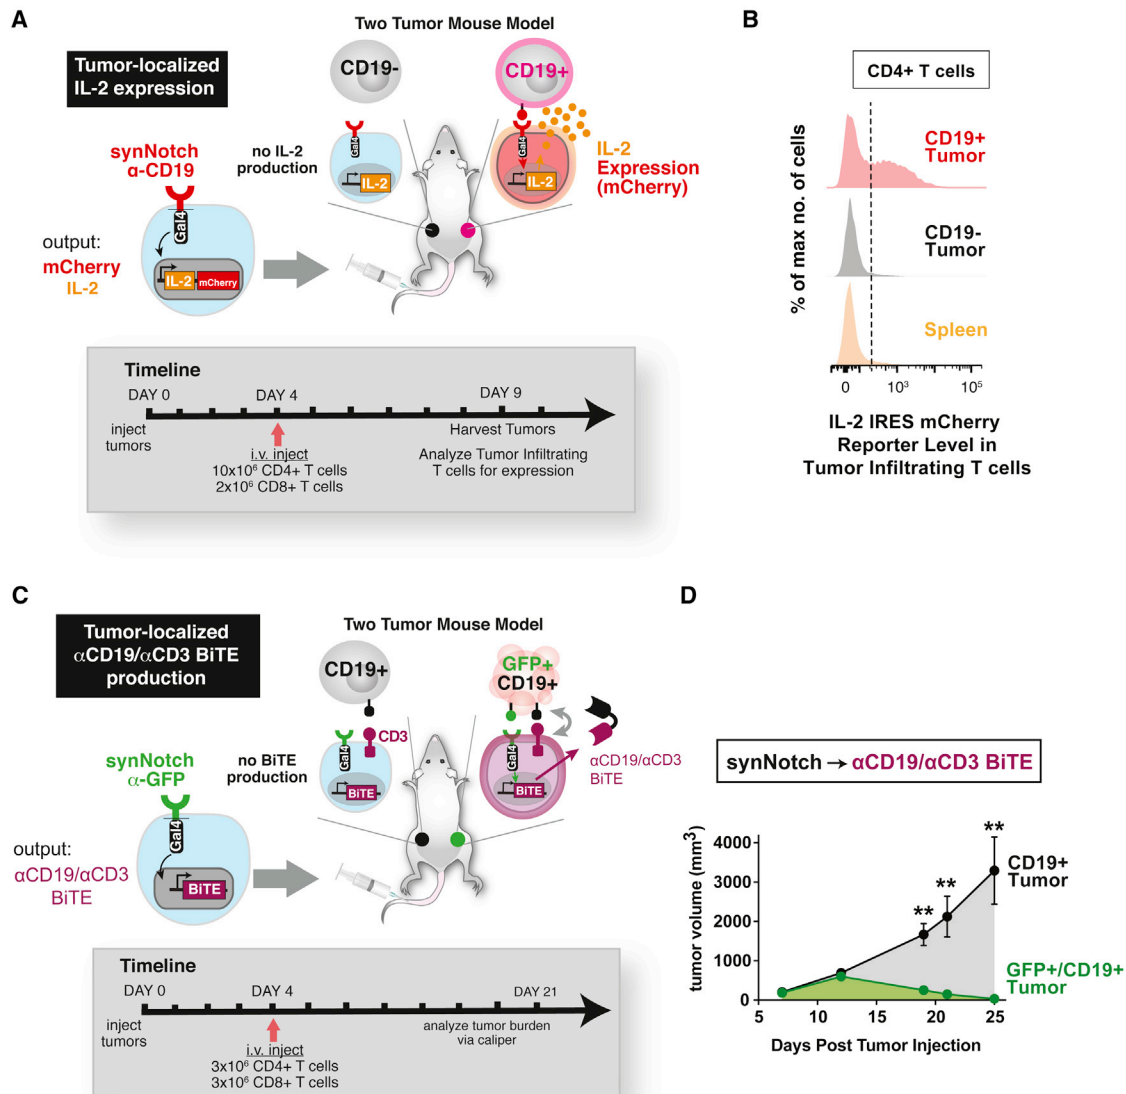 A
Two Tumor Mouse Model
Tumor-localized
IL-2 expression
CD19-
CD19+
synNotch
α-CD19
no IL-2
production
Gal4
Gal4
IL-2
IL-2
IL-2
Expression
(mCherry)
Gal4
output:
mCherry
IL-2
IL-2
mCherry
Timeline
DAY 0
DAY 4
DAY 9
inject
tumors
i.v. inject
10x10⁶ CD4+ T cells
2x10⁶ CD8+ T cells
Harvest Tumors
Analyze Tumor Infiltrating
T cells for expression
B
CD4+ T cells
% of max no. of cells
CD19+
Tumor
CD19-
Tumor
Spleen
0
10³
10⁵
IL-2 IRES mCherry
Reporter Level in
Tumor Infiltrating T cells
C
Two Tumor Mouse Model
Tumor-localized
αCD19/αCD3 BiTE
production
CD19+
GFP+
CD19+
synNotch
α-GFP
no BiTE
production
Gal4
CD3
BiTE
Gal4
BiTE
αCD19/αCD3
BiTE
Gal4
output:
αCD19/αCD3
BiTE
BiTE
Timeline
DAY 0
DAY 4
DAY 21
inject
tumors
i.v. inject
3x10⁶ CD4+ T cells
3x10⁶ CD8+ T cells
analyze tumor burden
via caliper
D
synNotch → αCD19/αCD3 BiTE
tumor volume (mm³)
4000
3000
2000
1000
0
**
**
**
CD19+
Tumor
GFP+/CD19+
Tumor
5
10
15
20
25
Days Post Tumor Injection